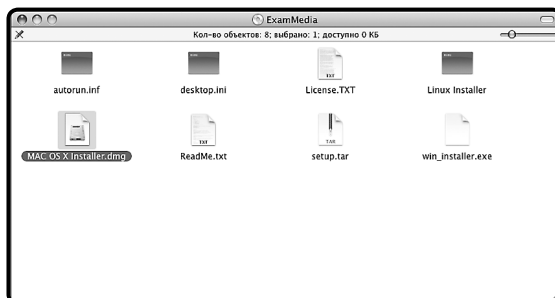 ExamMedia
Кол-во объектов: 8; выбрано: 1; доступно 0 КБ
autorun.inf
desktop.ini
License.TXT
Linux Installer
MAC OS X Installer.dmg
ReadMe.txt
setup.tar
win_installer.exe